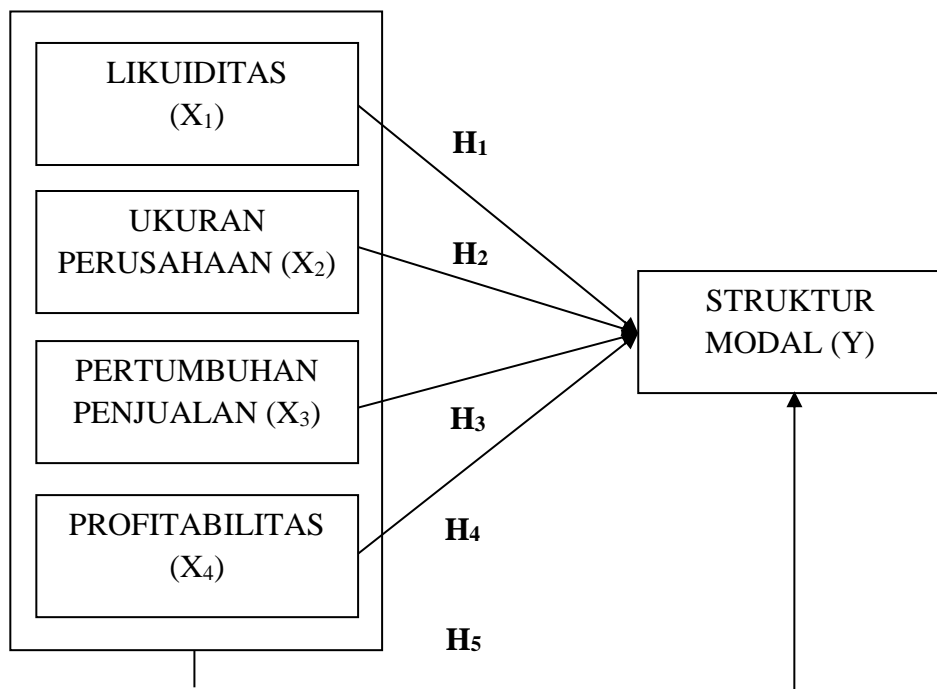 LIKUIDITAS
(X₁)
H₁
UKURAN
PERUSAHAAN (X₂)
H₂
STRUKTUR
MODAL (Y)
PERTUMBUHAN
PENJUALAN (X₃)
H₃
PROFITABILITAS
(X₄)
H₄
H₅